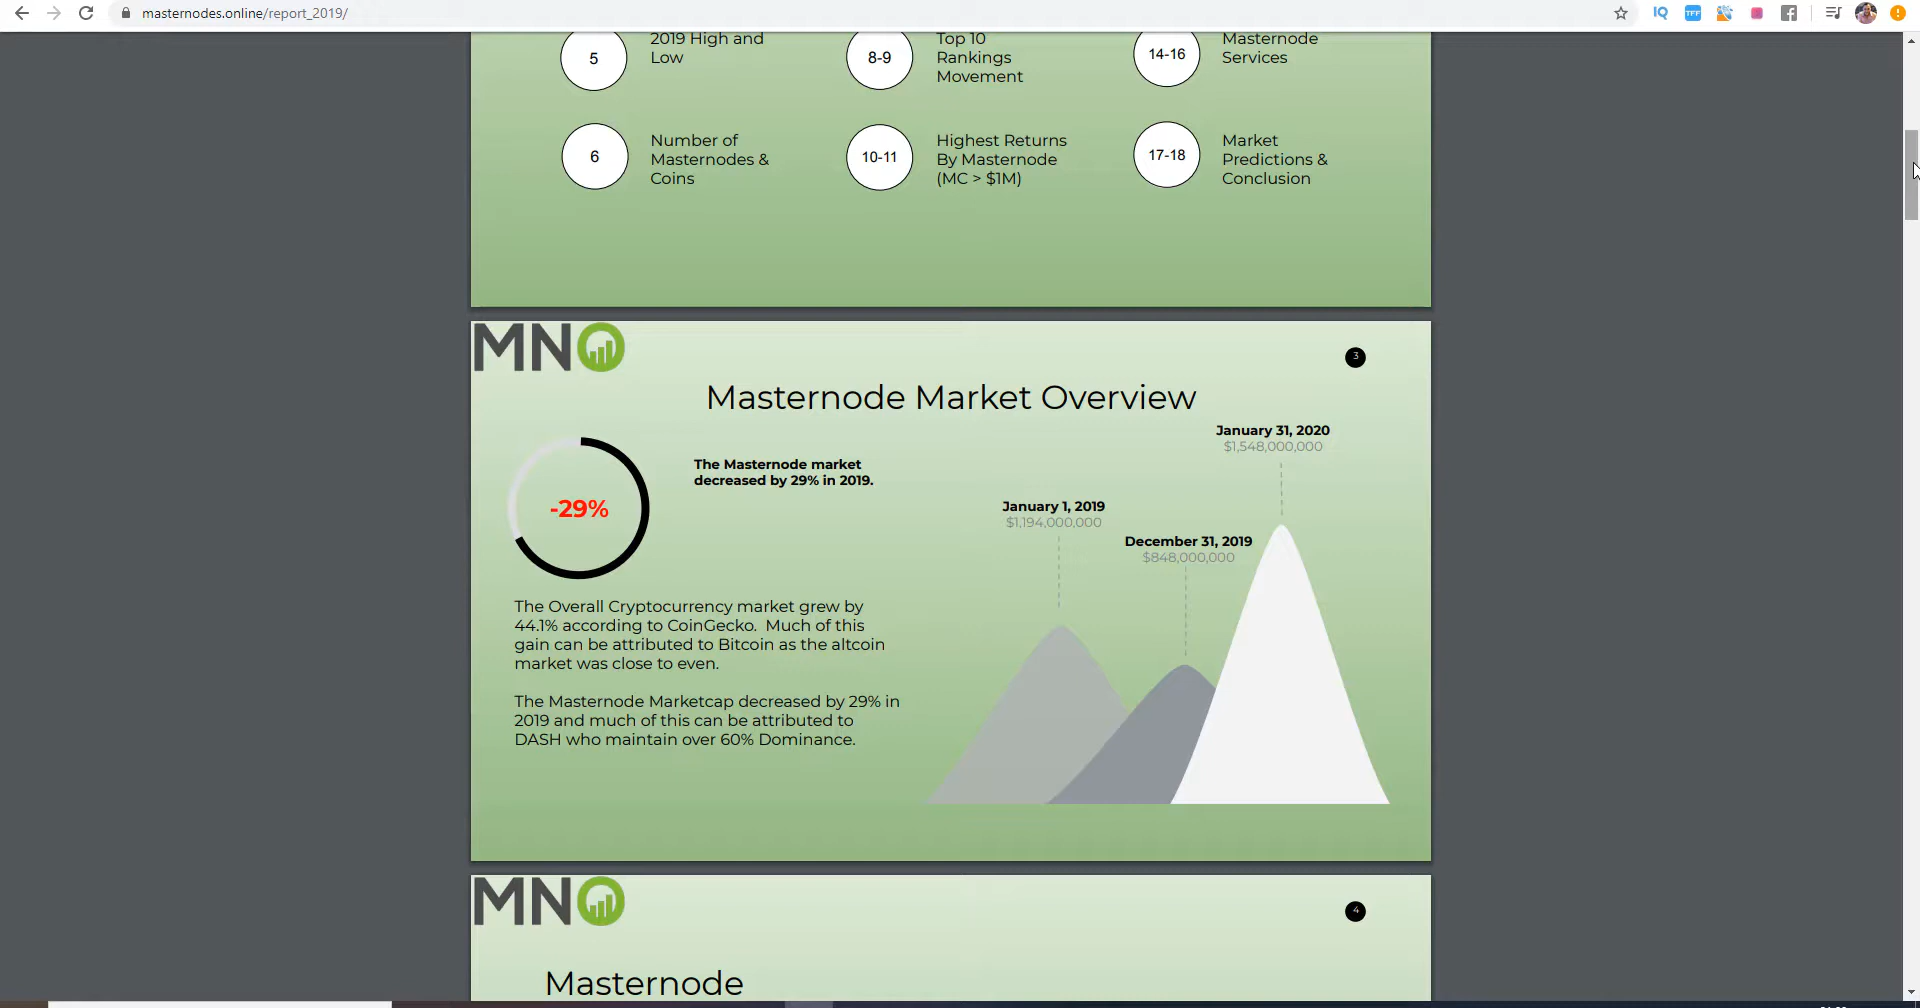 masternodes.online/report_2019/
IQ
TFF
5
2019 High and
Low
8-9
Top 10
Rankings
Movement
14-16
Masternode
Services
6
Number of
Masternodes &
Coins
10-11
Highest Returns
By Masternode
(MC > $1M)
17-18
Market
Predictions &
Conclusion
MNO
3
Masternode Market Overview
-29%
The Masternode market
decreased by 29% in 2019.
January 1, 2019
$1,194,000,000
December 31, 2019
$848,000,000
January 31, 2020
$1,548,000,000
The Overall Cryptocurrency market grew by
44.1% according to CoinGecko.  Much of this
gain can be attributed to Bitcoin as the altcoin
market was close to even.
The Masternode Marketcap decreased by 29% in
2019 and much of this can be attributed to
DASH who maintain over 60% Dominance.
MNO
4
Masternode